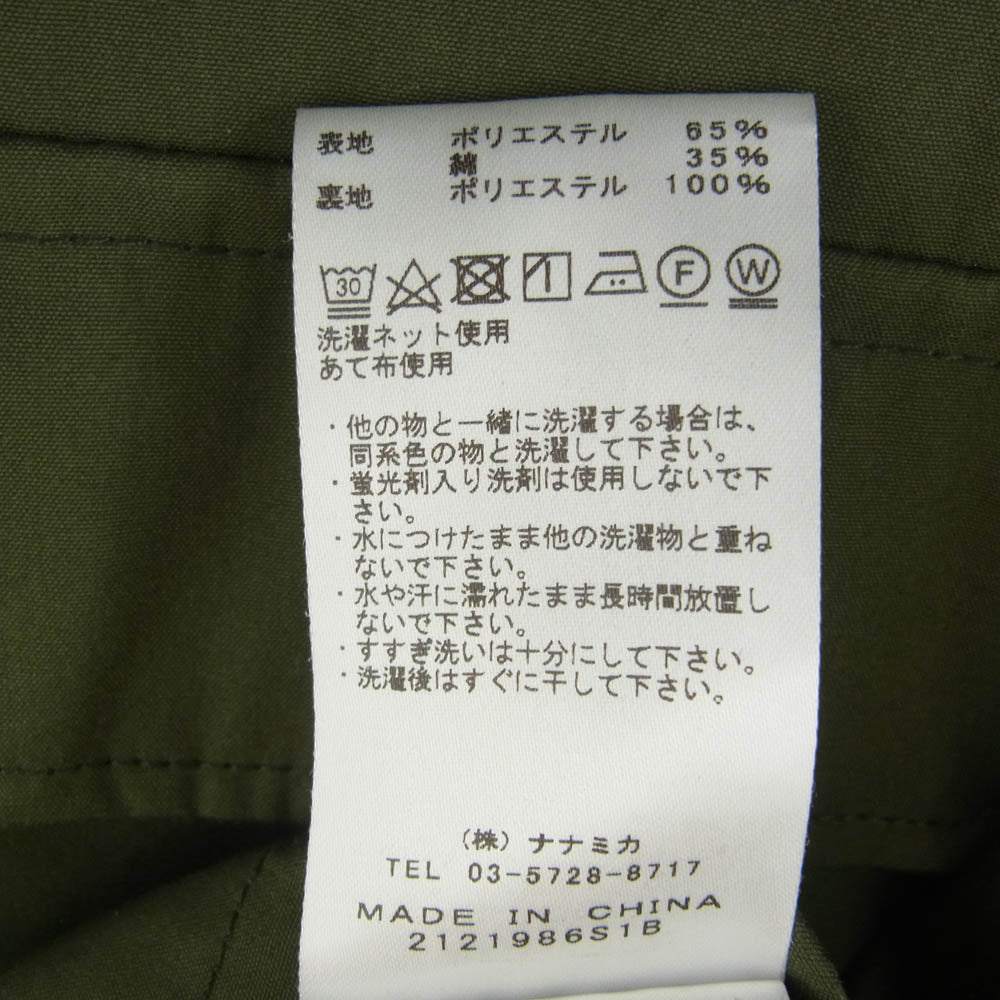 表地 ポリエステル 65%
綿 35%
裏地 ポリエステル 100%
30 F W
洗濯ネット使用
あて布使用
・他の物と一緒に洗濯する場合は、
同系色の物と洗濯して下さい。
・蛍光剤入り洗剤は使用しないで下
さい。
・水につけたまま他の洗濯物と重ね
ないで下さい。
・水や汗に濡れたまま長時間放置し
ないで下さい。
・すすぎ洗いは十分にして下さい。
・洗濯後はすぐに干して下さい。
(株) ナナミカ
TEL 03-5728-8717
MADE IN CHINA
2121986S1B